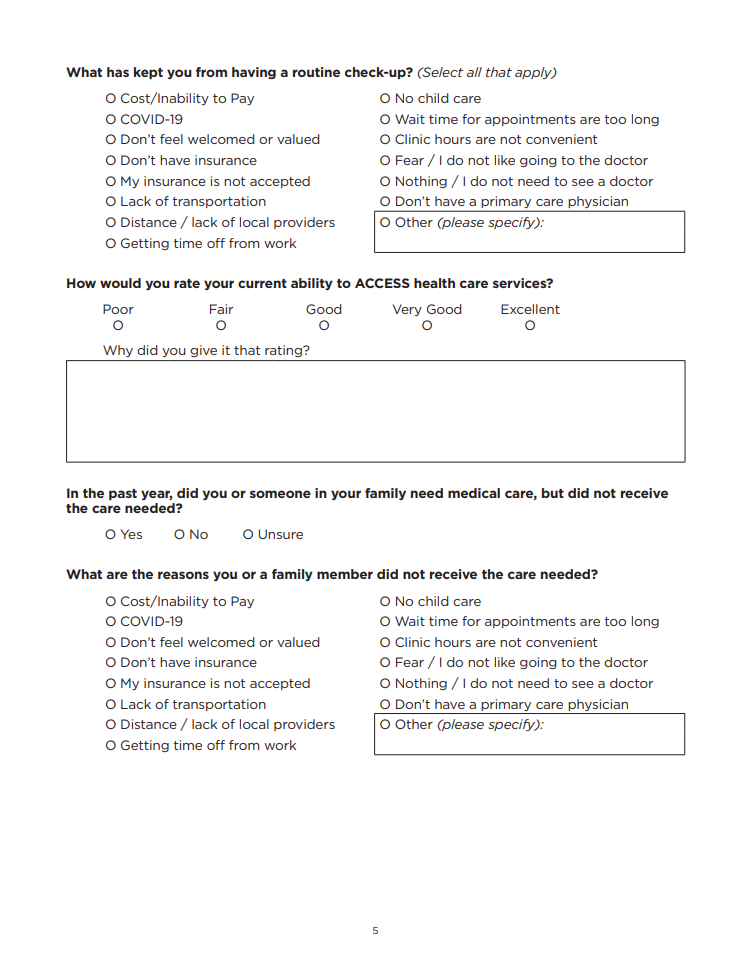 What has kept you from having a routine check-up? (Select all that apply)
O Cost/Inability to Pay
O COVID-19
O Don't feel welcomed or valued
O Don't have insurance
O My insurance is not accepted
O Lack of transportation
O Distance / lack of local providers
O Getting time off from work
O No child care
O Wait time for appointments are too long
O Clinic hours are not convenient
O Fear / I do not like going to the doctor
O Nothing / I do not need to see a doctor
O Don't have a primary care physician
O Other (please specify):
How would you rate your current ability to ACCESS health care services?
Poor Fair Good Very Good Excellent
O O O O O
Why did you give it that rating?
In the past year, did you or someone in your family need medical care, but did not receive
the care needed?
O Yes O No O Unsure
What are the reasons you or a family member did not receive the care needed?
O Cost/Inability to Pay
O COVID-19
O Don't feel welcomed or valued
O Don't have insurance
O My insurance is not accepted
O Lack of transportation
O Distance / lack of local providers
O Getting time off from work
O No child care
O Wait time for appointments are too long
O Clinic hours are not convenient
O Fear / I do not like going to the doctor
O Nothing / I do not need to see a doctor
O Don't have a primary care physician
O Other (please specify):
5